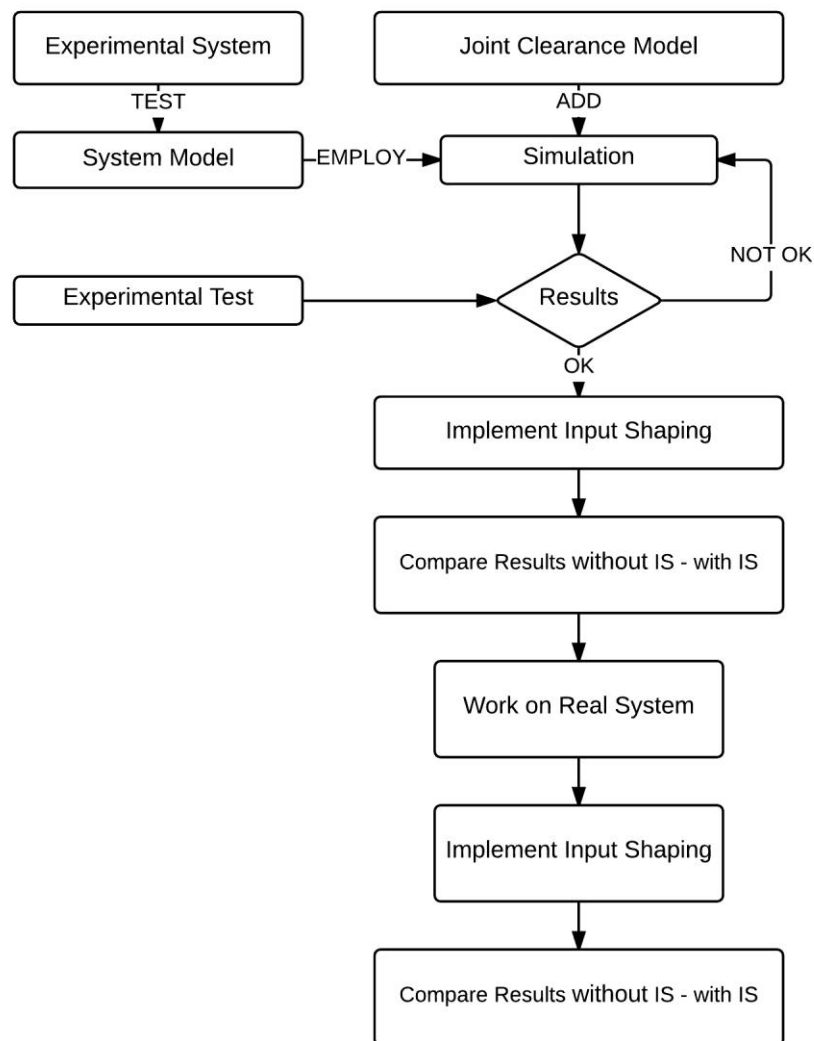 Experimental System
Joint Clearance Model
TEST
ADD
System Model
EMPLOY
Simulation
NOT OK
Experimental Test
Results
OK
Implement Input Shaping
Compare Results without IS - with IS
Work on Real System
Implement Input Shaping
Compare Results without IS - with IS